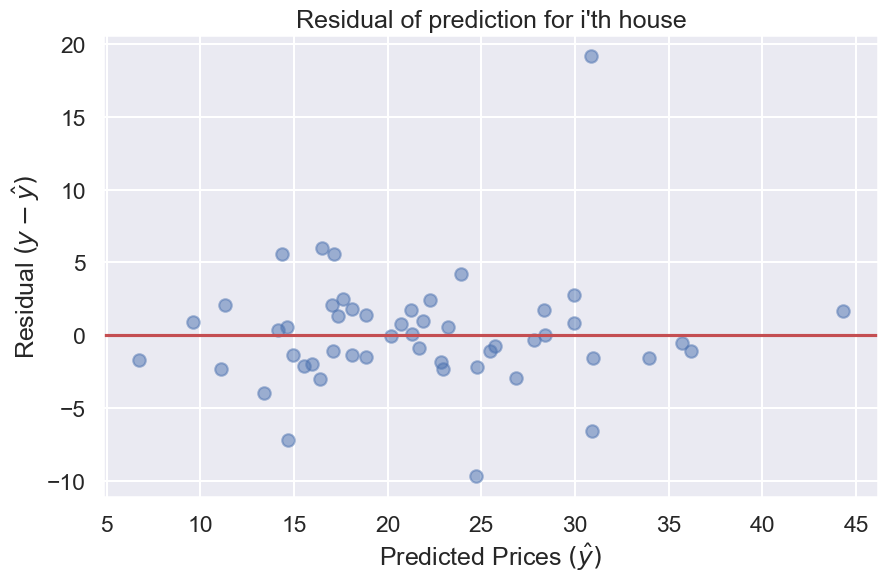 Residual of prediction for i'th house
20
15
10
5
0
−5
−10
Residual (y − ŷ)
5 10 15 20 25 30 35 40 45
Predicted Prices (ŷ)